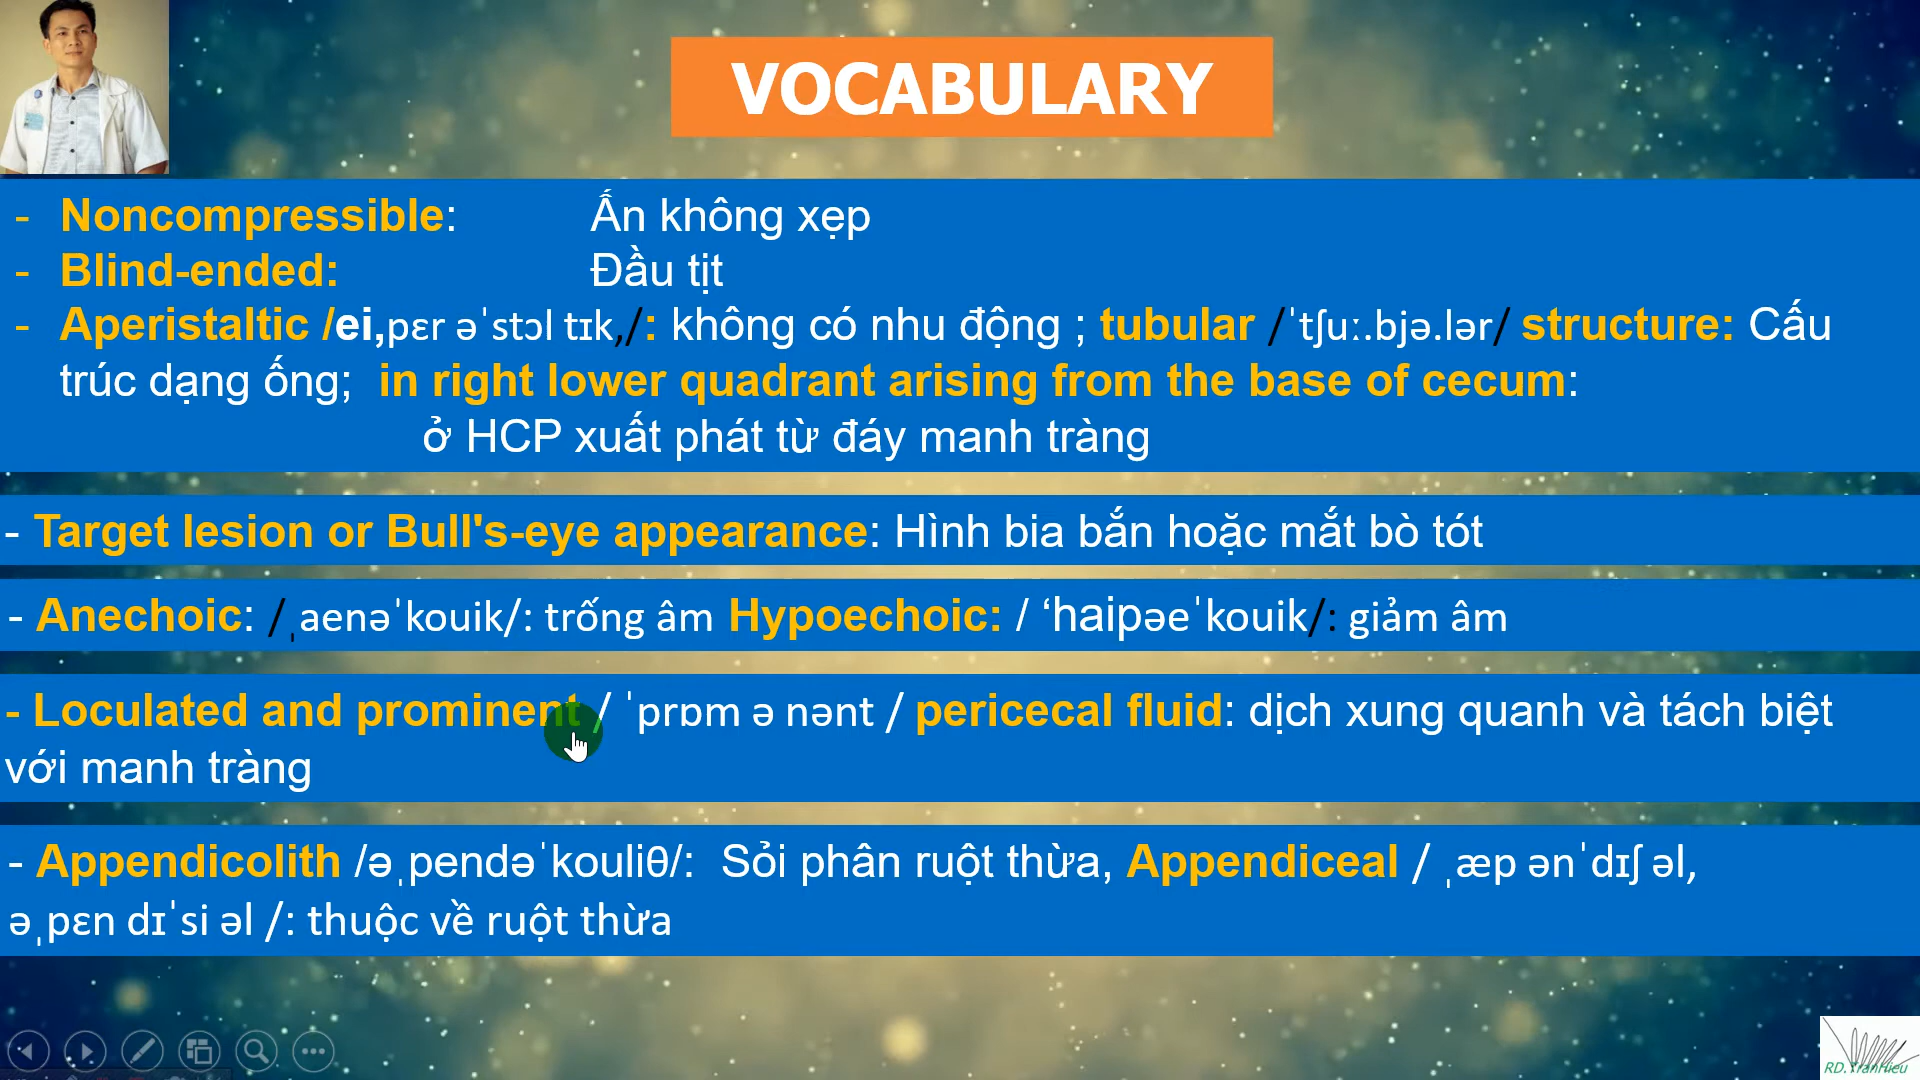 VOCABULARY
- Noncompressible: Ấn không xẹp
- Blind-ended: Đầu tịt
- Aperistaltic /ei,pɛr əˈstɔl tɪk,/: không có nhu động ; tubular /ˈtʃuː.bjə.lər/ structure: Cấu
trúc dạng ống; in right lower quadrant arising from the base of cecum:
ở HCP xuất phát từ đáy manh tràng
- Target lesion or Bull's-eye appearance: Hình bia bắn hoặc mắt bò tót
- Anechoic: /ˌaenəˈkouik/: trống âm Hypoechoic: / ‘haipəeˈkouik/: giảm âm
- Loculated and prominent / ˈprɒm ə nənt / pericecal fluid: dịch xung quanh và tách biệt
với manh tràng
- Appendicolith /əˌpendəˈkouliθ/: Sỏi phân ruột thừa, Appendiceal / ˌæp ənˈdɪʃ əl,
əˌpɛn dɪˈsi əl /: thuộc về ruột thừa
RD.TranHieu